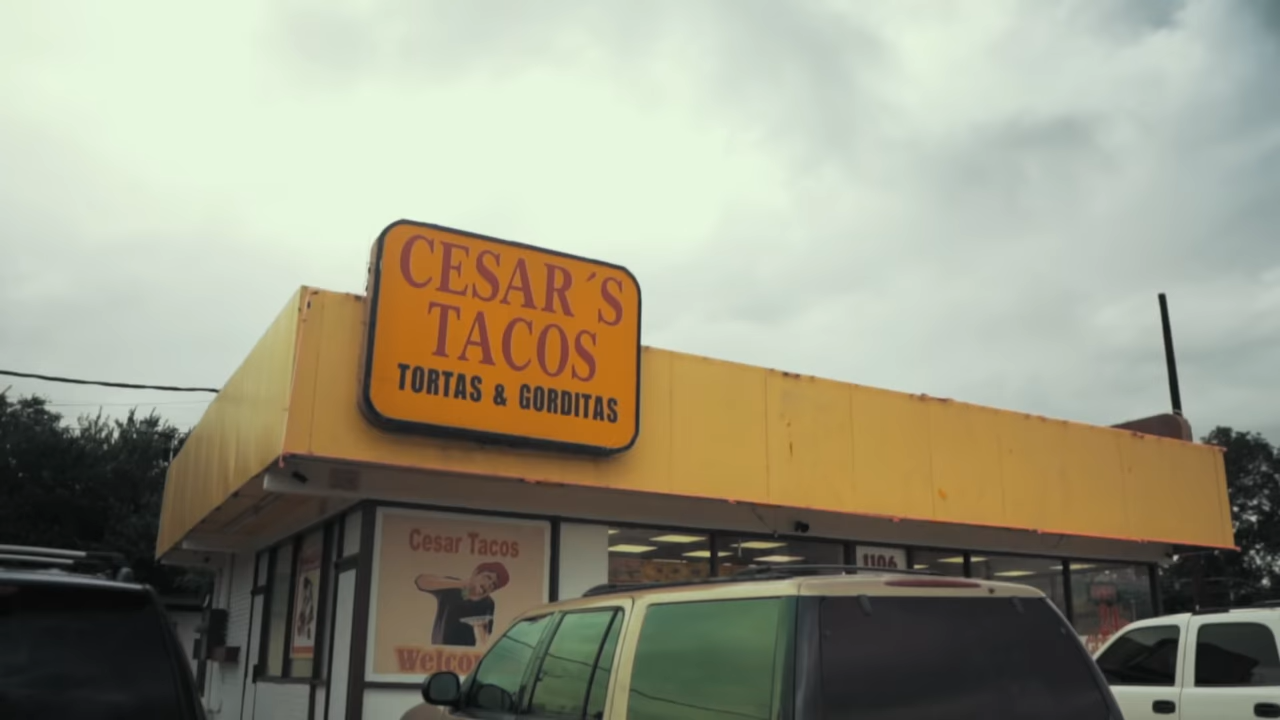 CESAR´S
TACOS
TORTAS & GORDITAS
Cesar Tacos
1106